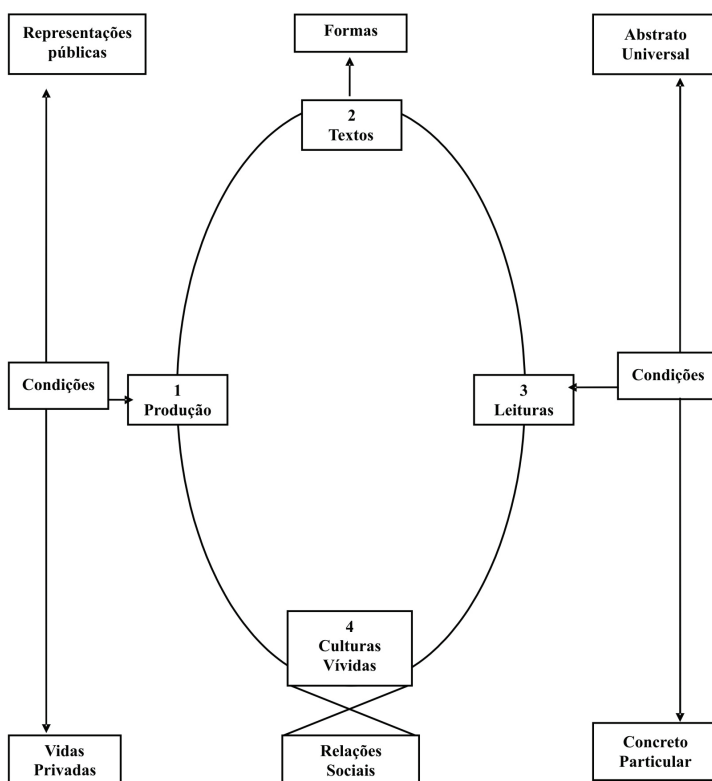 Representações
públicas
Formas
Abstrato
Universal
2
Textos
Condições
1
Produção
3
Leituras
Condições
4
Culturas
Vívidas
Vidas
Privadas
Relações
Sociais
Concreto
Particular